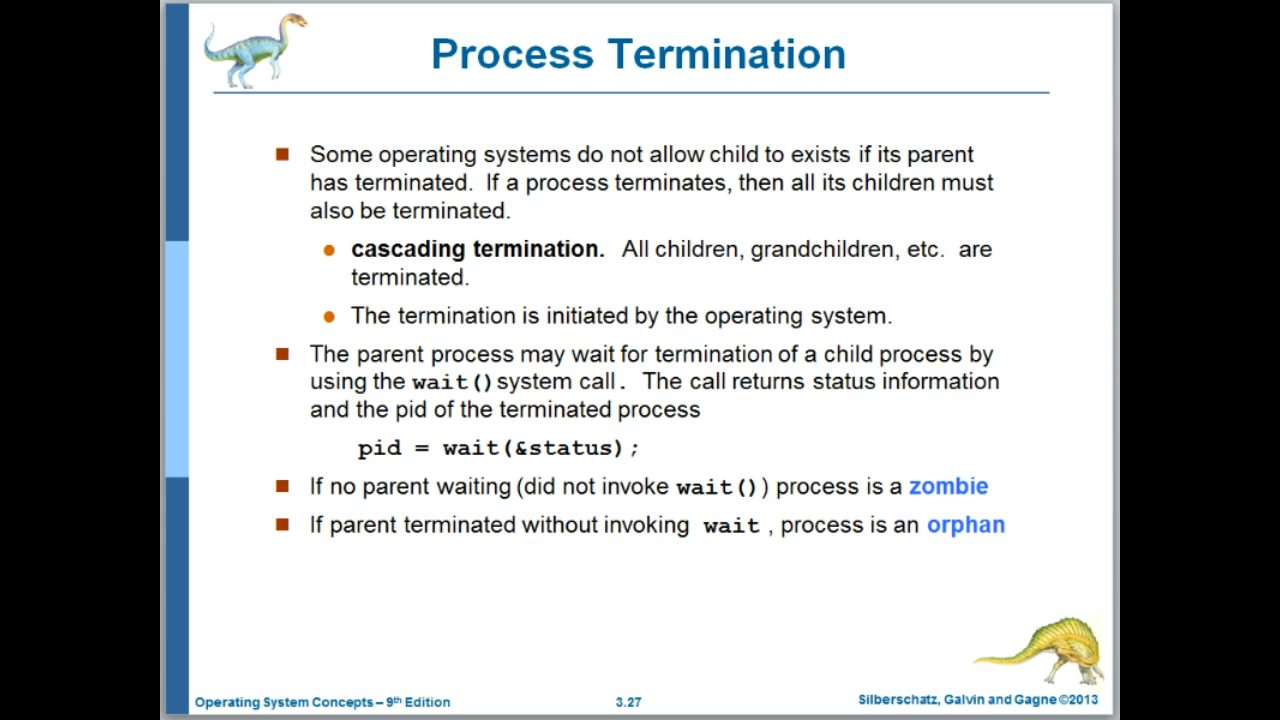 Process Termination
Some operating systems do not allow child to exists if its parent
has terminated. If a process terminates, then all its children must
also be terminated.
cascading termination. All children, grandchildren, etc. are
terminated.
The termination is initiated by the operating system.
The parent process may wait for termination of a child process by
using the wait() system call. The call returns status information
and the pid of the terminated process
pid = wait(&status);
If no parent waiting (did not invoke wait()) process is a zombie
If parent terminated without invoking wait , process is an orphan
Operating System Concepts – 9th Edition
3.27
Silberschatz, Galvin and Gagne ©2013